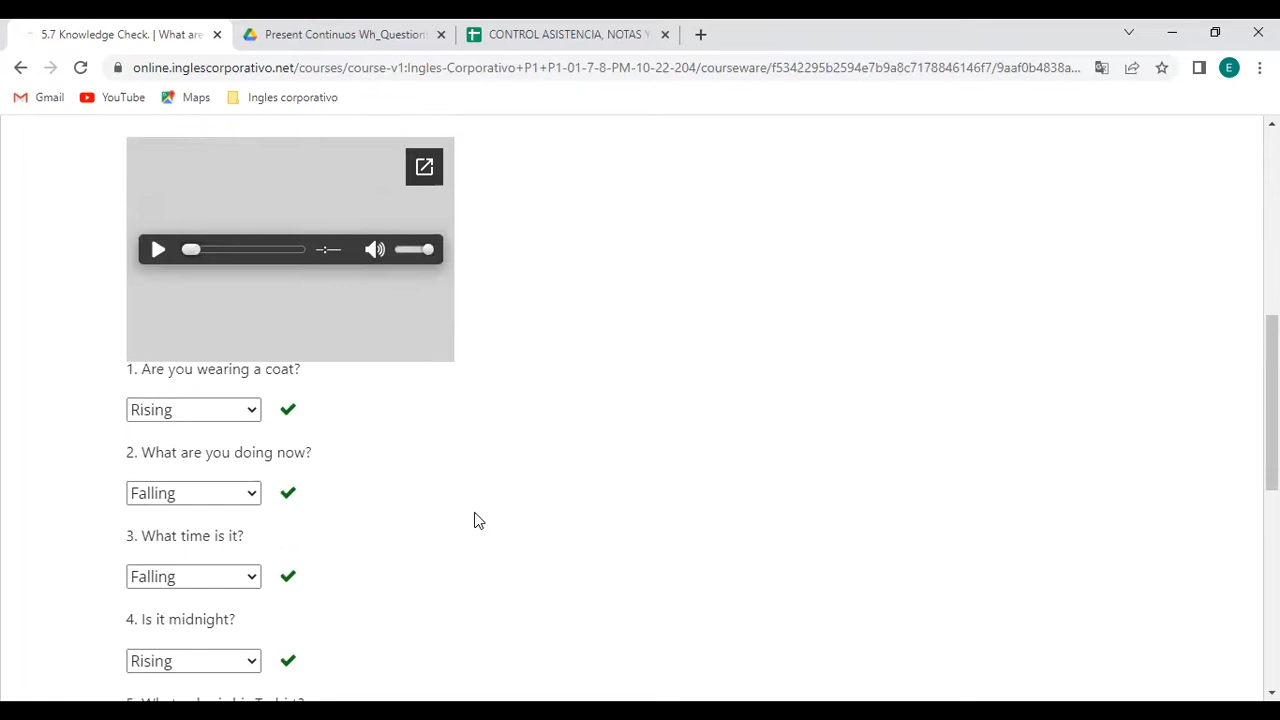 5.7 Knowledge Check. | What are
Present Continuos Wh_Question
CONTROL ASISTENCIA, NOTAS Y
online.inglescorporativo.net/courses/course-v1:Ingles-Corporativo+P1+P1-01-7-8-PM-10-22-204/courseware/f5342295b2594e7b9a8c7178846146f7/9aaf0b4838a...
E
Gmail
YouTube
Maps
Ingles corporativo
1. Are you wearing a coat?
Rising
2. What are you doing now?
Falling
3. What time is it?
Falling
4. Is it midnight?
Rising